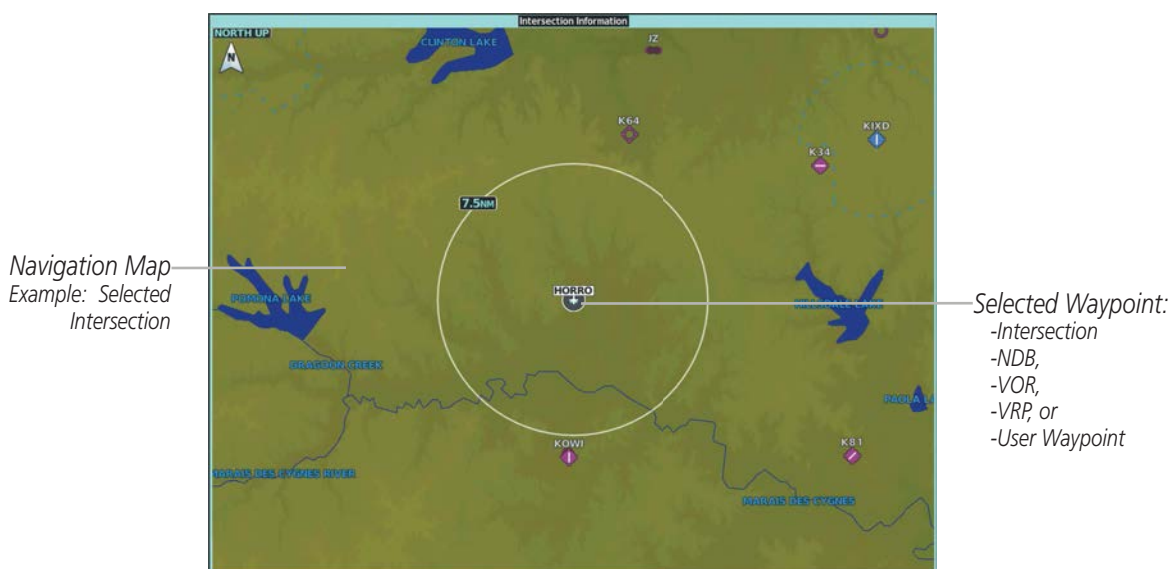 Intersection Information
NORTH UP
N
CLINTON LAKE
JZ
K64
KIXD
K34
7.5NM
Navigation Map
Example: Selected
Intersection
HORRO
POMONA LAKE
HILLSDALE LAKE
Selected Waypoint:
-Intersection
-NDB,
-VOR,
-VRP, or
-User Waypoint
DRAGOON CREEK
PAOLA L
KOWI
K81
MARAIS DES CYGNES RIVER
MARAIS DES CYGNES